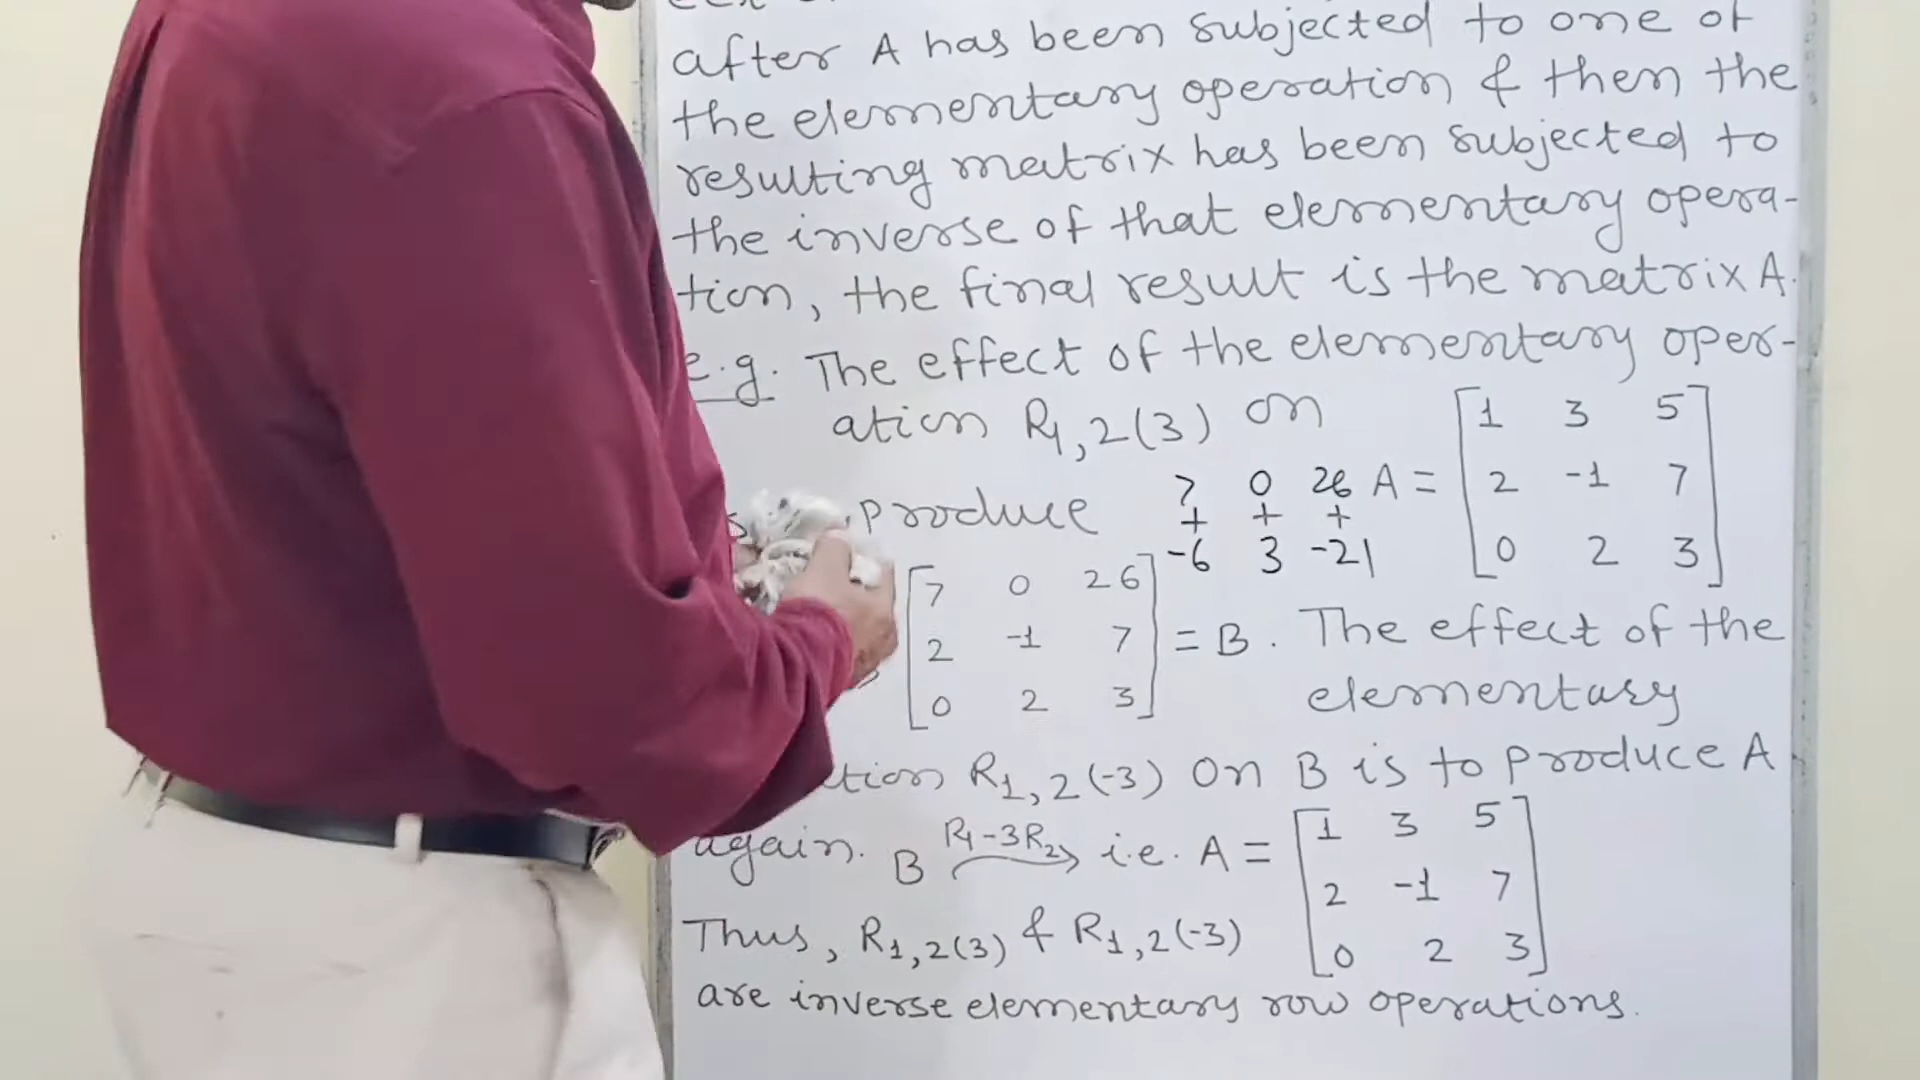 after A has been subjected to one of
the elementary operation & then the
resulting matrix has been subjected to
the inverse of that elementary opera-
tion, the final result is the matrix A.
e.g. The effect of the elementary oper-
ation R1,2(3) on
A = [1 3 5
2 -1 7
0 2 3]
produce
7 0 26
+ + +
-6 3 -21
[7 0 26
2 -1 7
0 2 3] = B. The effect of the
elementary
tion R1,2(-3) on B is to produce A
again. B R1-3R2→ i.e. A = [1 3 5
2 -1 7
0 2 3]
Thus, R1,2(3) & R1,2(-3)
are inverse elementary row operations.